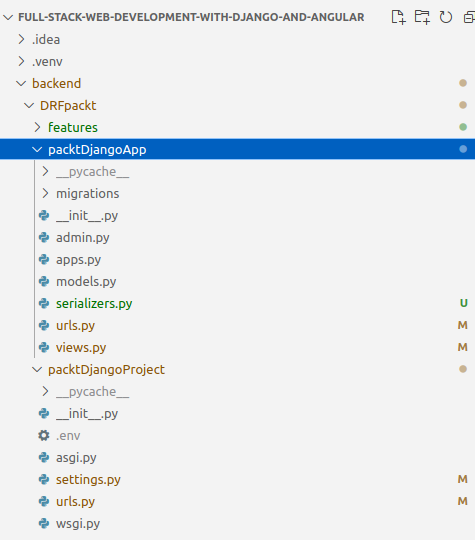 FULL-STACK-WEB-DEVELOPMENT-WITH-DJANGO-AND-ANGULAR
.idea
.venv
backend
DRFpackt
features
packtDjangoApp
__pycache__
migrations
__init__.py
admin.py
apps.py
models.py
serializers.py U
urls.py M
views.py M
packtDjangoProject
__pycache__
__init__.py
.env
asgi.py
settings.py M
urls.py M
wsgi.py